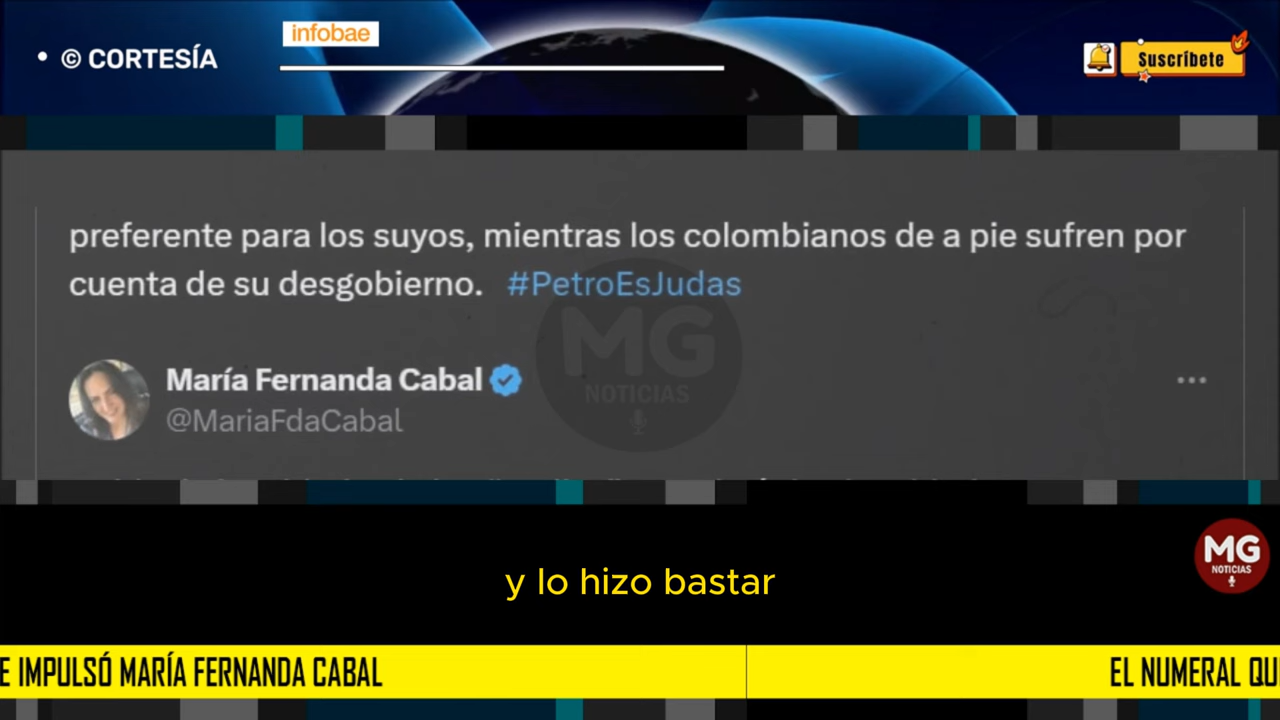 infobae
• © CORTESÍA
Suscríbete
preferente para los suyos, mientras los colombianos de a pie sufren por
cuenta de su desgobierno. #PetroEsJudas
MG
NOTICIAS
María Fernanda Cabal
@MariaFdaCabal
MG
NOTICIAS
y lo hizo bastar
E IMPULSÓ MARÍA FERNANDA CABAL
EL NUMERAL QU